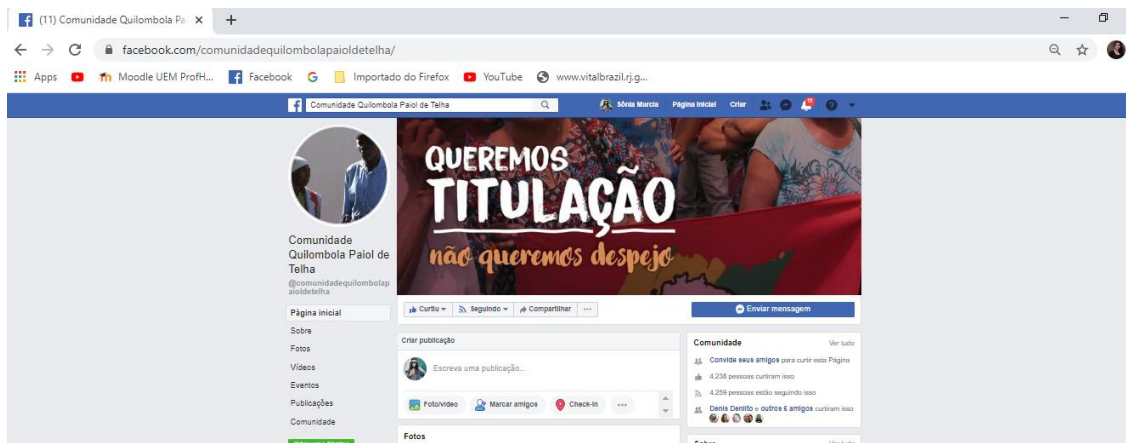 (11) Comunidade Quilombola Pa
facebook.com/comunidadequilombolapaioldetelha/
Apps
Moodle UEM ProfH...
Facebook
Importado do Firefox
YouTube
www.vitalbrazil.rj.g...
Comunidade Quilombola Paiol de Telha
Sônia Marcia
Página inicial
Criar
11
QUEREMOS
TITULAÇÃO
não queremos despejo
Comunidade
Quilombola Paiol de
Telha
@comunidadequilombolap
aioldetelha
Página inicial
Sobre
Fotos
Vídeos
Eventos
Publicações
Comunidade
Curtiu
Seguindo
Compartilhar
...
Enviar mensagem
Criar publicação
Escreva uma publicação...
Foto/vídeo
Marcar amigos
Check-in
...
Fotos
Comunidade
Ver tudo
Convide seus amigos para curtir esta Página
4.238 pessoas curtiram isso
4.259 pessoas estão seguindo isso
Denis Denilto e outros 6 amigos curtiram isso